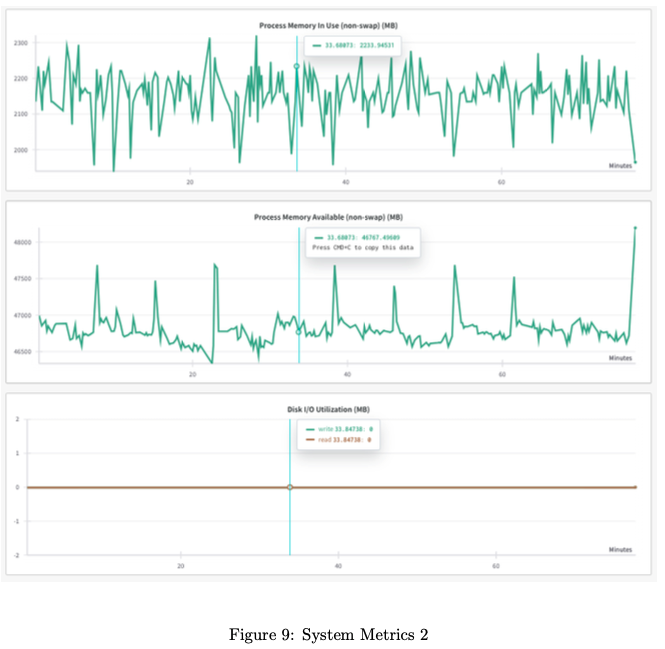 Process Memory In Use (non-swap) (MB)
33.68073: 2233.94531
2300
2200
2100
2000
Minutes
20
40
60
Process Memory Available (non-swap) (MB)
33.68073: 46767.49609
Press CMD+C to copy this data
48000
47500
47000
46500
Minutes
20
40
60
Disk I/O Utilization (MB)
write 33.84738: 0
read 33.84738: 0
2
1
0
-1
-2
Minutes
20
40
60
Figure 9: System Metrics 2